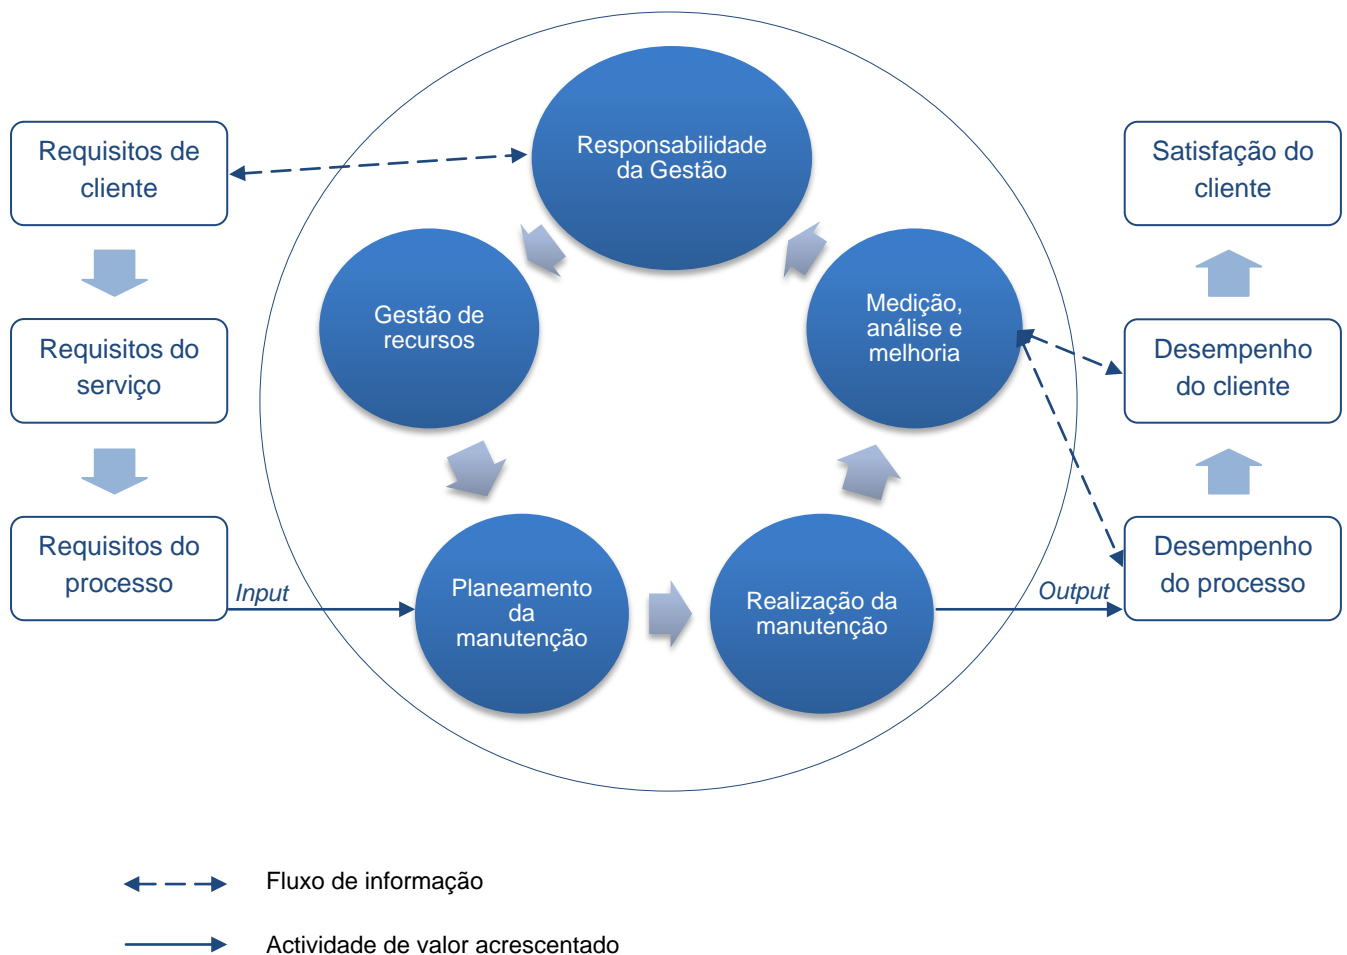 Responsabilidade
da Gestão
Requisitos de
cliente
Satisfação do
cliente
Gestão de
recursos
Medição,
análise e
melhoria
Requisitos do
serviço
Desempenho
do cliente
Requisitos do
processo
Input
Planeamento
da
manutenção
Realização da
manutenção
Output
Desempenho
do processo
Fluxo de informação
Actividade de valor acrescentado